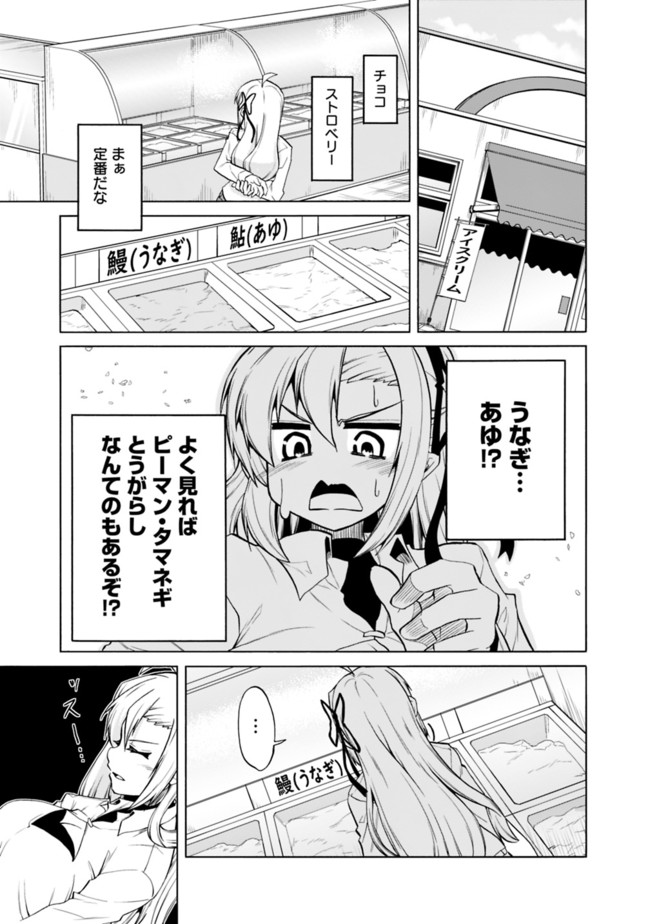 アイスクリーム
チョコ
ストロベリー
まぁ
定番だな
鮎(あゆ)
鰻(うなぎ)
うなぎ…
あゆ!?
よく見れば
ピーマン・タマネギ
とうがらし
なんてのもあるぞ!?
…
鰻(うなぎ)
ソスー…